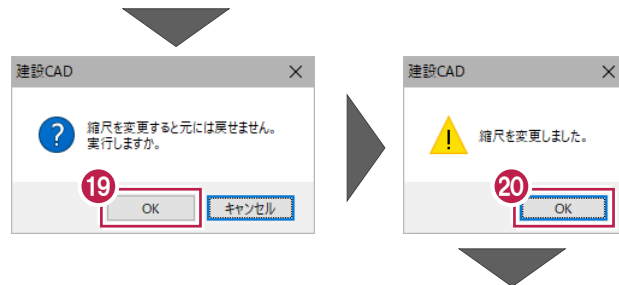 建設CAD
縮尺を変更すると元には戻せません。
実行しますか。
19
OK
キャンセル
建設CAD
縮尺を変更しました。
20
OK